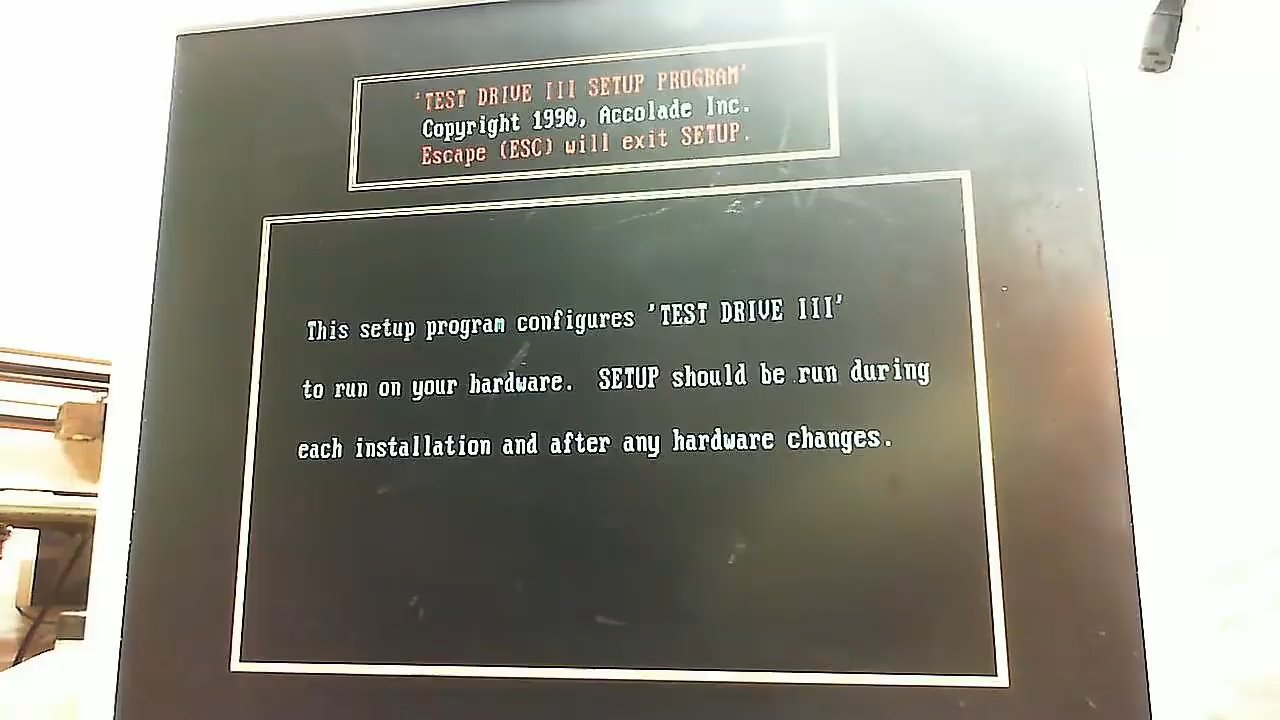 'TEST DRIVE III SETUP PROGRAM'
Copyright 1990, Accolade Inc.
Escape (ESC) will exit SETUP.
This setup program configures 'TEST DRIVE III'
to run on your hardware.  SETUP should be run during
each installation and after any hardware changes.